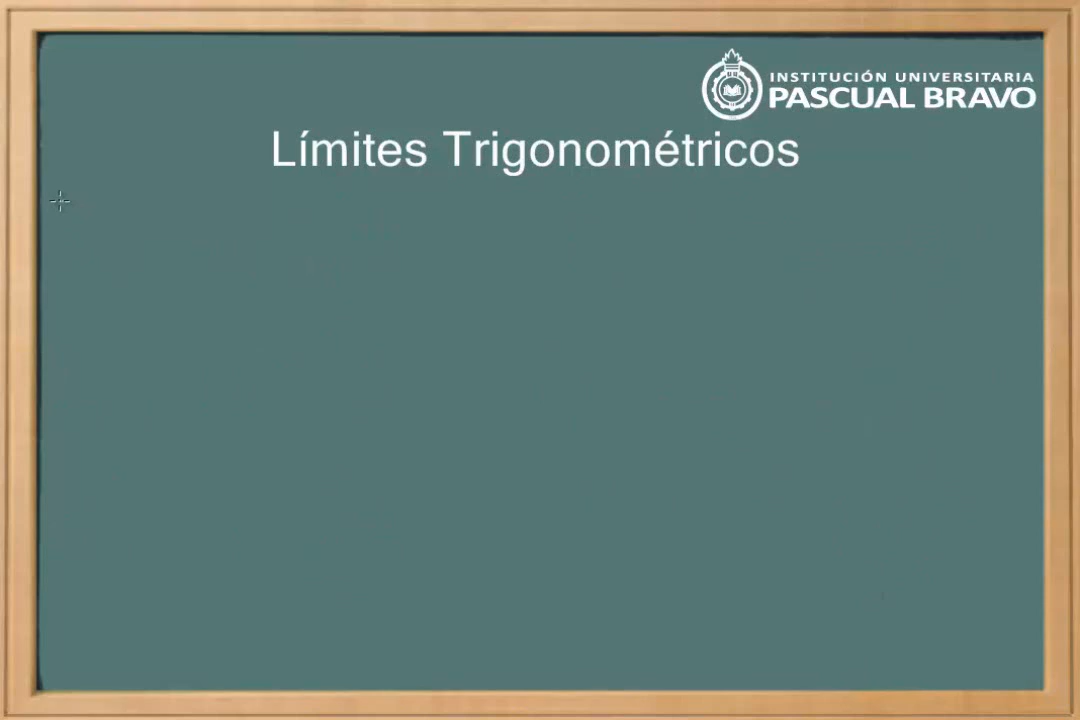 INSTITUCIÓN UNIVERSITARIA
PASCUAL BRAVO
Límites Trigonométricos